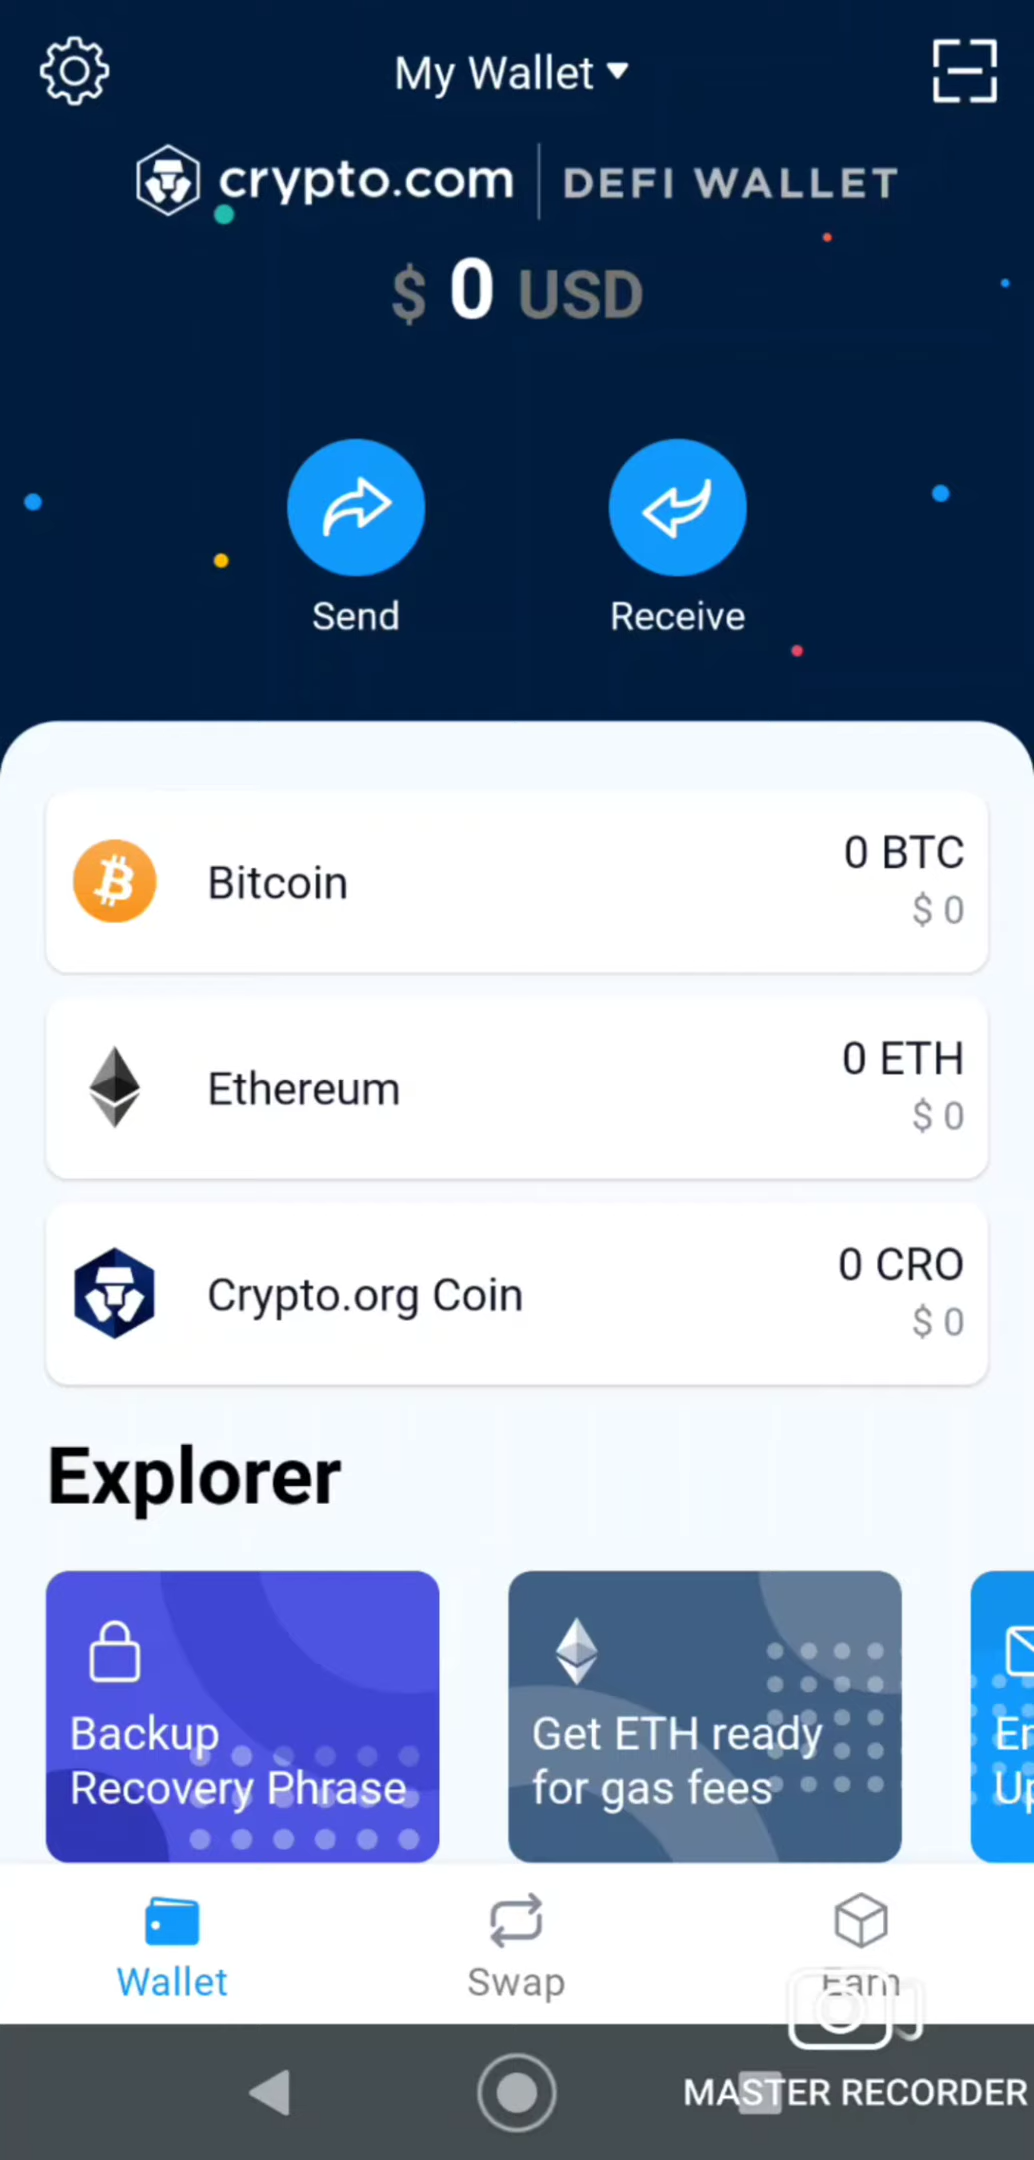 My Wallet
crypto.com | DEFI WALLET
$ 0 USD
Send
Receive
Bitcoin
0 BTC
$ 0
Ethereum
0 ETH
$ 0
Crypto.org Coin
0 CRO
$ 0
Explorer
Backup
Recovery Phrase
Get ETH ready
for gas fees
Wallet
Swap
Earn
MASTER RECORDER